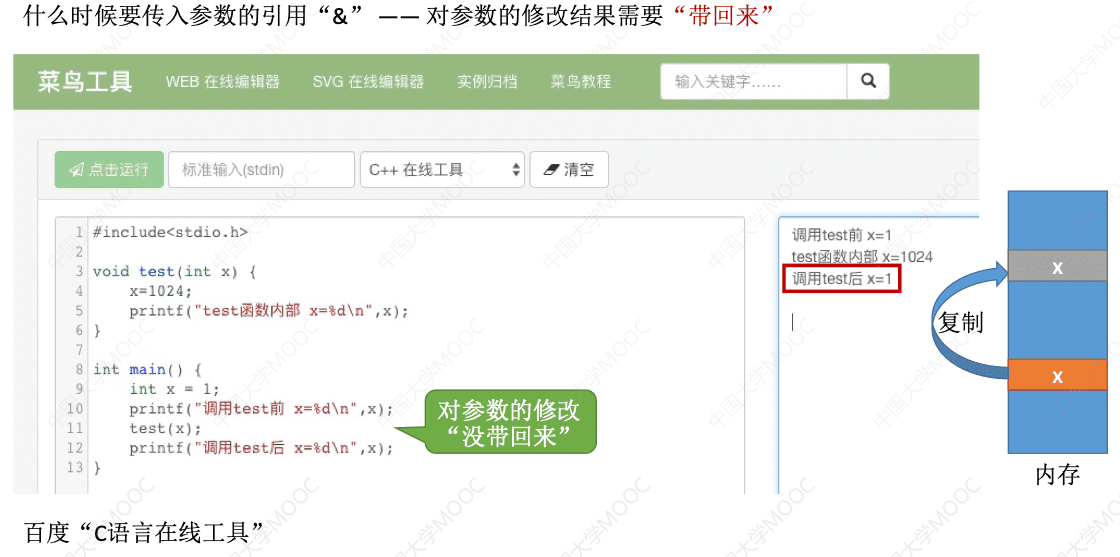 什么时候要传入参数的引用“&” —— 对参数的修改结果需要“带回来”
菜鸟工具 WEB 在线编辑器 SVG 在线编辑器 实例归档 菜鸟教程 输入关键字......
点击运行 标准输入(stdin) C++ 在线工具 清空
1 #include<stdio.h>
2
3 void test(int x) {
4 x=1024;
5 printf("test函数内部 x=%d\n",x);
6 }
7
8 int main() {
9 int x = 1;
10 printf("调用test前 x=%d\n",x);
11 test(x);
12 printf("调用test后 x=%d\n",x);
13 }
对参数的修改
“没带回来”
调用test前 x=1
test函数内部 x=1024
调用test后 x=1
x
复制
x
内存
百度“C语言在线工具”
中国大学MOOC